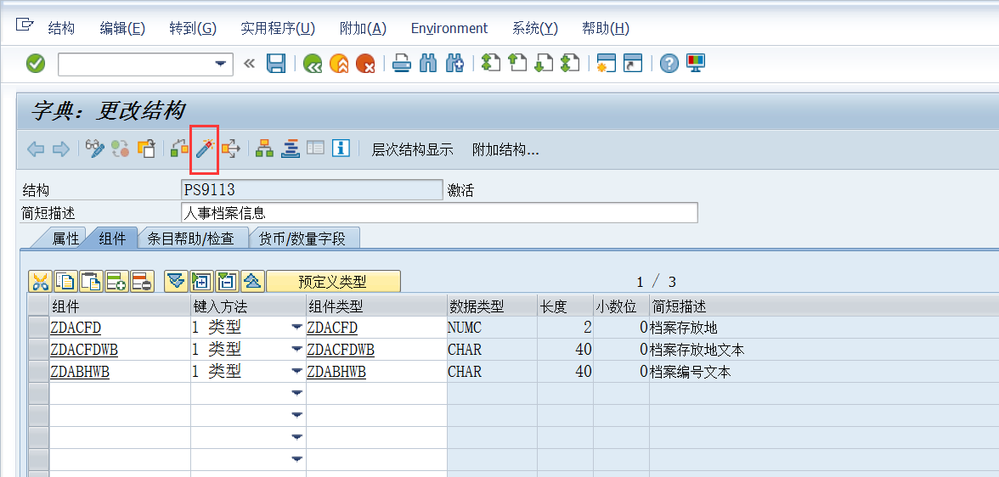 结构 编辑(E) 转到(G) 实用程序(U) 附加(A) Environment 系统(Y) 帮助(H)
字典：更改结构
层次结构显示 附加结构...
结构 PS9113 激活
简短描述 人事档案信息
属性 组件 条目帮助/检查 货币/数量字段
预定义类型 1 / 3
组件 键入方法 组件类型 数据类型 长度 小数位 简短描述
ZDACFD 1 类型 ZDACFD NUMC 2 0 档案存放地
ZDACFDWB 1 类型 ZDACFDWB CHAR 40 0 档案存放地文本
ZDABHWB 1 类型 ZDABHWB CHAR 40 0 档案编号文本